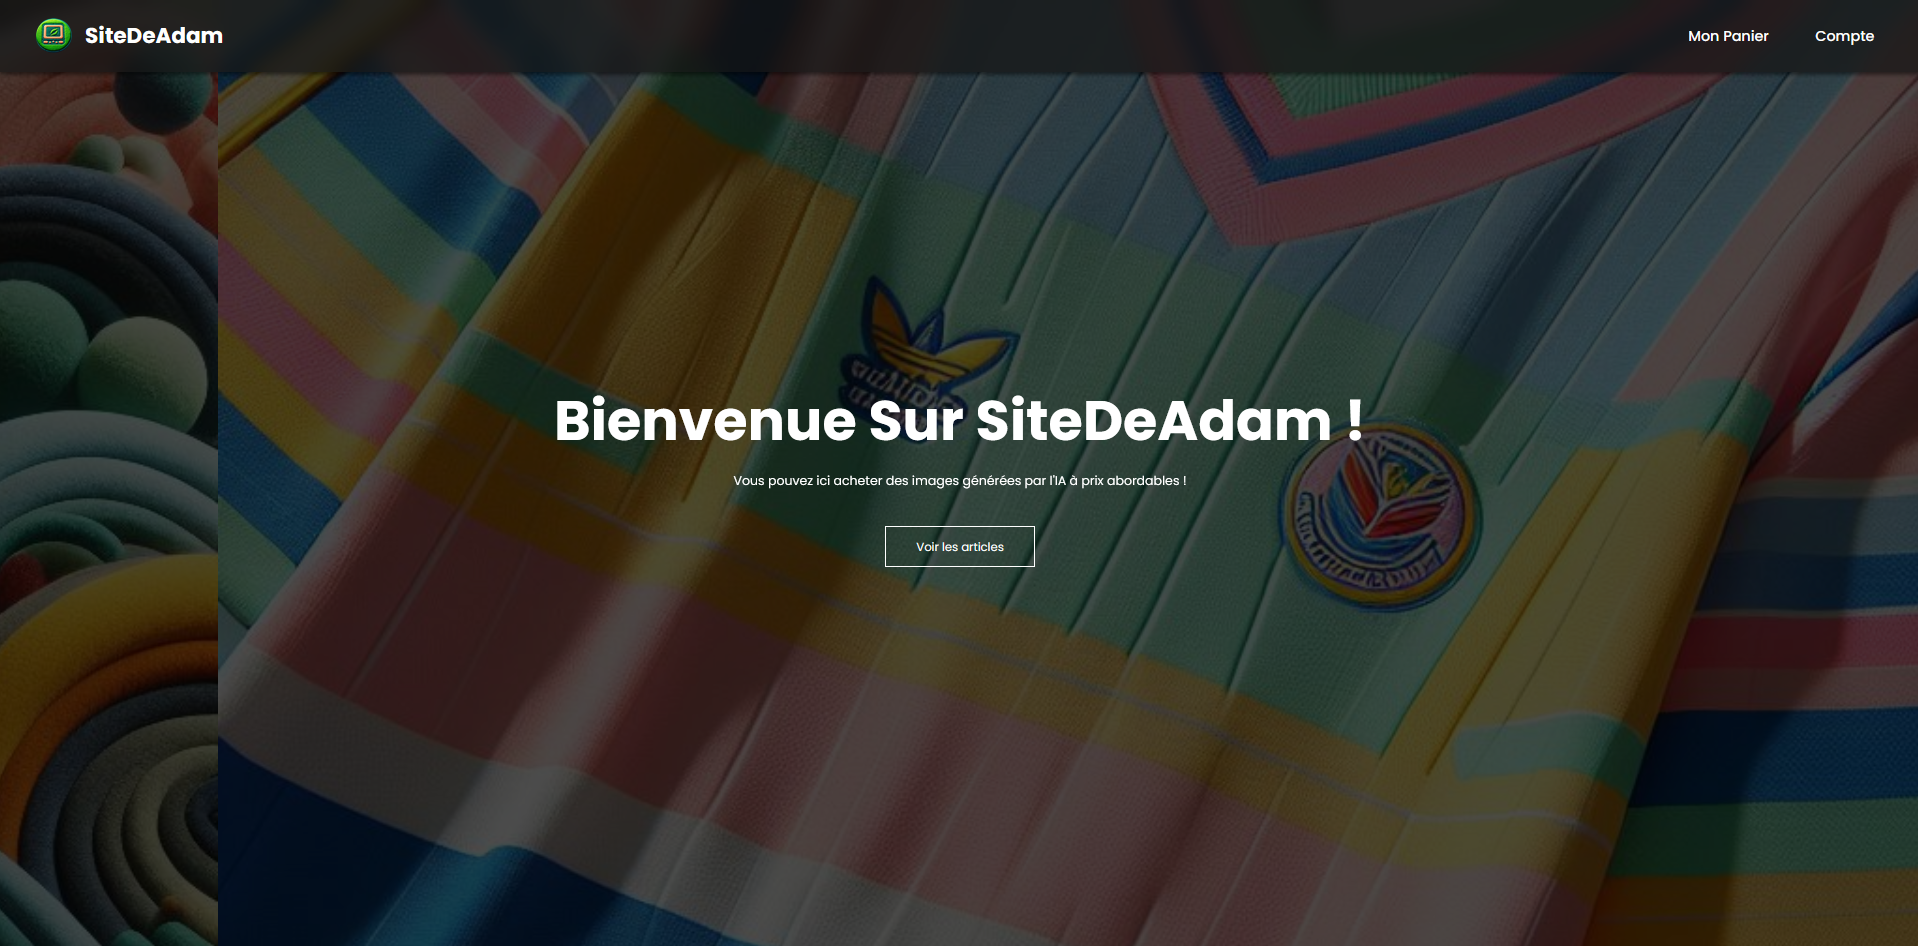 SiteDeAdam
Mon Panier
Compte
Bienvenue Sur SiteDeAdam !
Vous pouvez ici acheter des images générées par l'IA à prix abordables !
Voir les articles